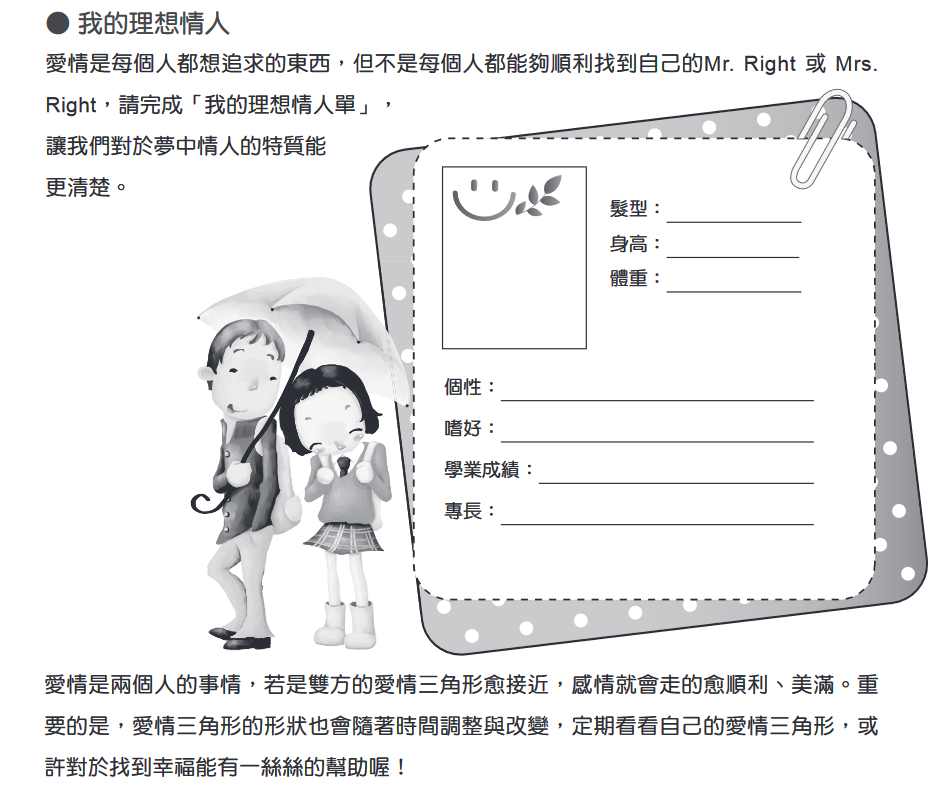 ● 我的理想情人
愛情是每個人都想追求的東西，但不是每個人都能夠順利找到自己的Mr. Right 或 Mrs.
Right，請完成「我的理想情人單」，
讓我們對於夢中情人的特質能
更清楚。
髮型：
身高：
體重：
個性：
嗜好：
學業成績：
專長：
愛情是兩個人的事情，若是雙方的愛情三角形愈接近，感情就會走的愈順利、美滿。重
要的是，愛情三角形的形狀也會隨著時間調整與改變，定期看看自己的愛情三角形，或
許對於找到幸福能有一絲絲的幫助喔！